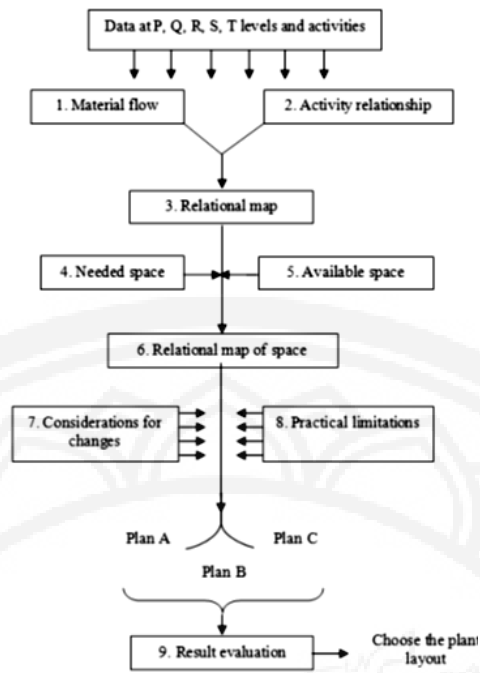 Data at P, Q, R, S, T levels and activities
1. Material flow
2. Activity relationship
3. Relational map
4. Needed space
5. Available space
6. Relational map of space
7. Considerations for
changes
8. Practical limitations
Plan A
Plan C
Plan B
9. Result evaluation
Choose the plant
layout